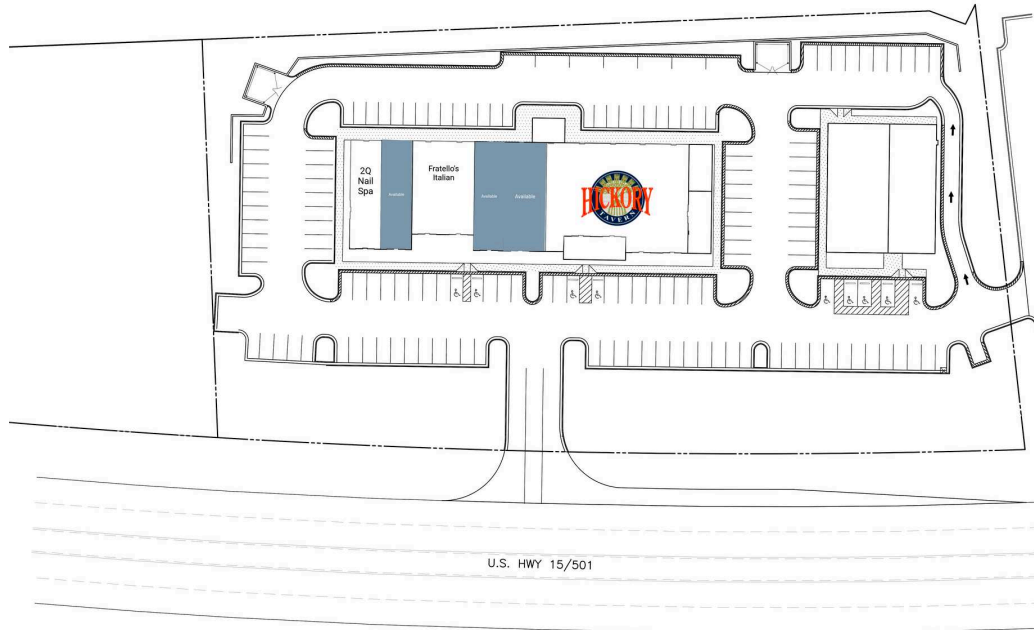 2Q
Nail
Spa
Available
Fratello's
Italian
Available
Available
HICKORY
TAVERN
U.S. HWY 15/501